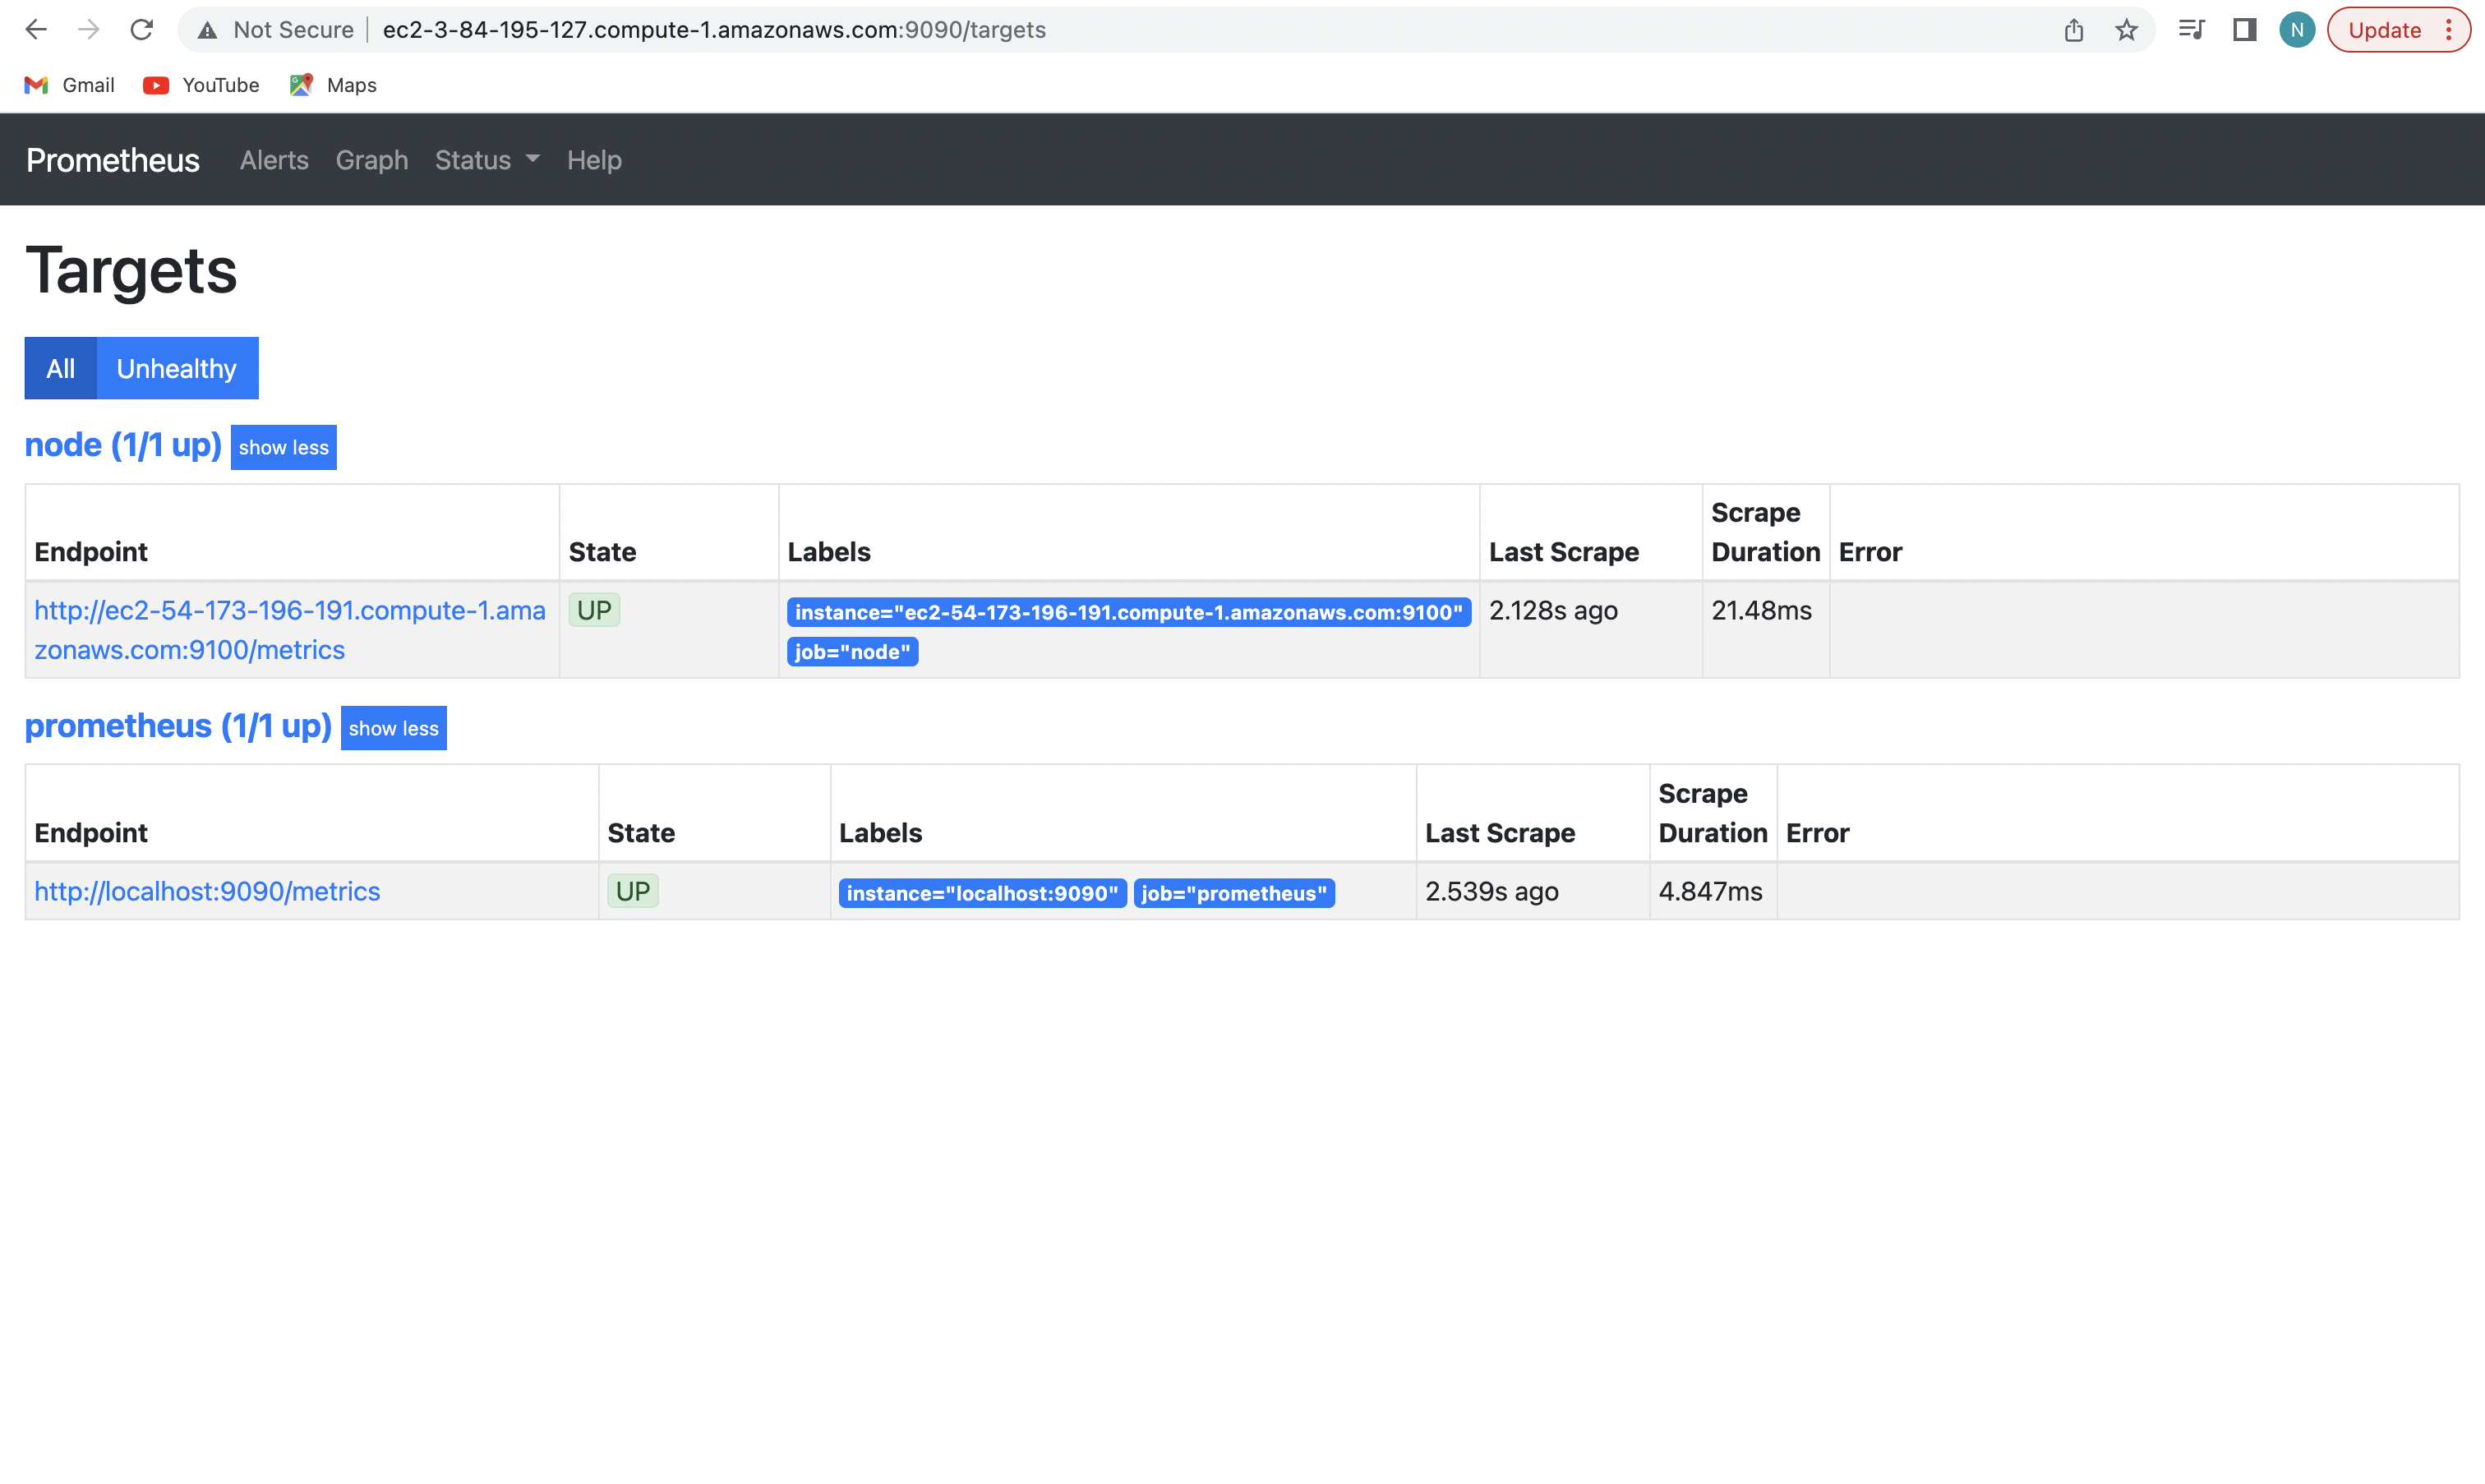 Not Secure ec2-3-84-195-127.compute-1.amazonaws.com:9090/targets N Update
Gmail YouTube Maps
Prometheus Alerts Graph Status Help
Targets
All Unhealthy
node (1/1 up) show less
Endpoint State Labels Last Scrape Scrape Duration Error
http://ec2-54-173-196-191.compute-1.ama UP instance="ec2-54-173-196-191.compute-1.amazonaws.com:9100" 2.128s ago 21.48ms
zonaws.com:9100/metrics job="node"
prometheus (1/1 up) show less
Endpoint State Labels Last Scrape Scrape Duration Error
http://localhost:9090/metrics UP instance="localhost:9090" job="prometheus" 2.539s ago 4.847ms